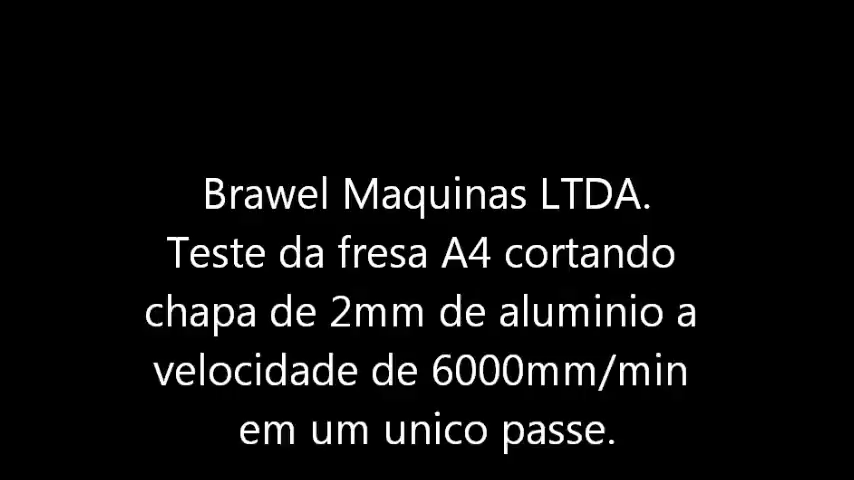 Brawel Maquinas LTDA.
Teste da fresa A4 cortando
chapa de 2mm de aluminio a
velocidade de 6000mm/min
em um unico passe.